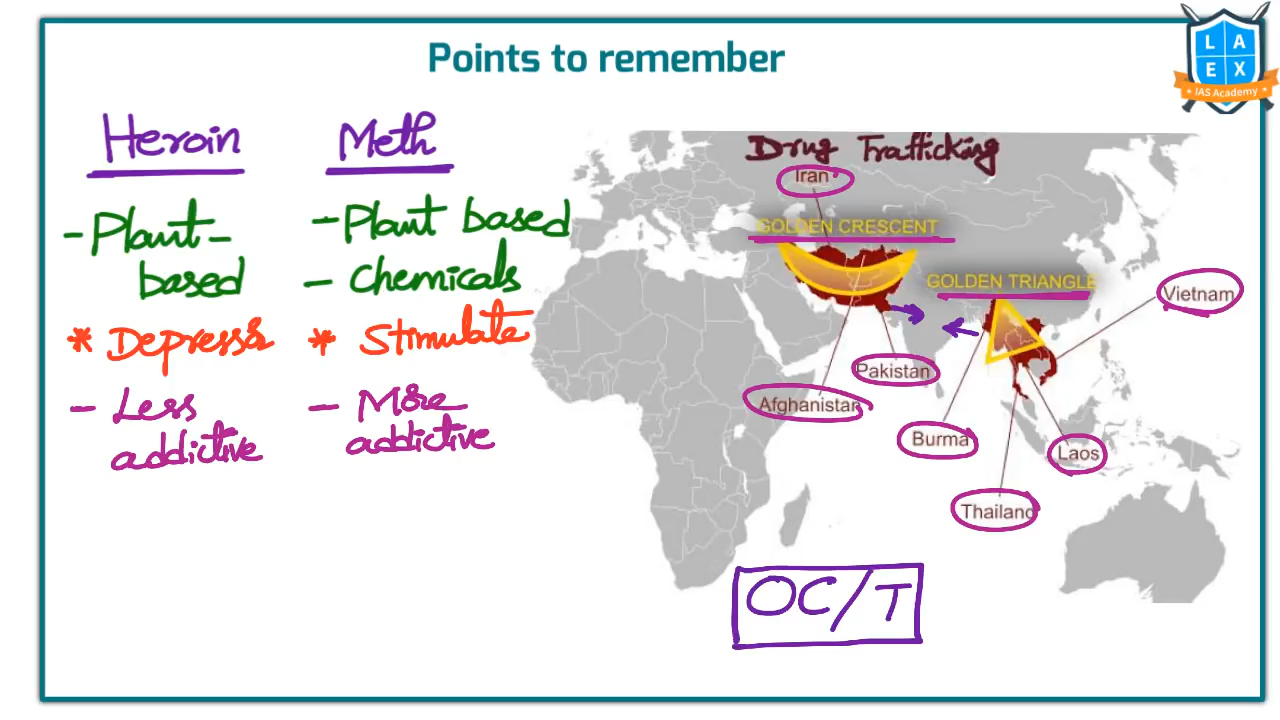 Points to remember
L A
E X
IAS Academy
Heroin
- Plant-
based
* Depressor
- Less
addictive
Meth
- Plant based
- Chemicals
* Stimulate
- More
addictive
Drug Trafficking
Iran
GOLDEN CRESCENT
GOLDEN TRIANGLE
Vietnam
Pakistan
Afghanistan
Burma
Laos
Thailand
OC/T